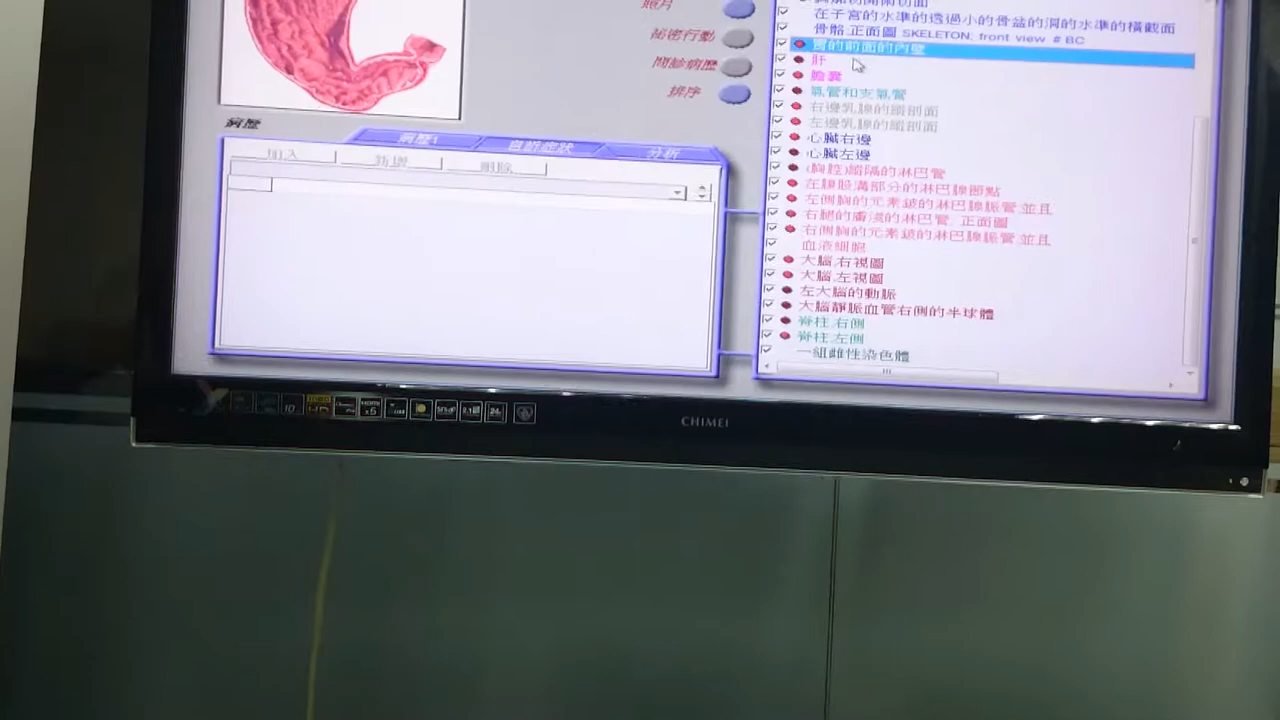 照片
秘密行動
問診病歷
排序
病歷
病歷1
自訴症狀
分析
加入
新增
刪除
在子宮的水準的透過小的骨盆的洞的水準的橫截面
骨骼,正面圖 SKELETON; front view # BC
胃的前面的內壁
肝
膽囊
氣管和支氣管
右邊乳腺的縱剖面
左邊乳腺的縱剖面
心臟右邊
心臟左邊
(胸腔)縱隔的淋巴管
左腹股溝部分的淋巴腺節點
左側胸的元素級的淋巴腺脈管,並且
右腿的膚淺的淋巴管, 正面圖
右側胸的元素級的淋巴腺脈管,並且
血液細胞
大腦,右視圖
大腦,左視圖
左大腦的動脈
大腦靜脈血管右側的半球體
脊柱,右側
脊柱,左側
一組雌性染色體
CHIMEI